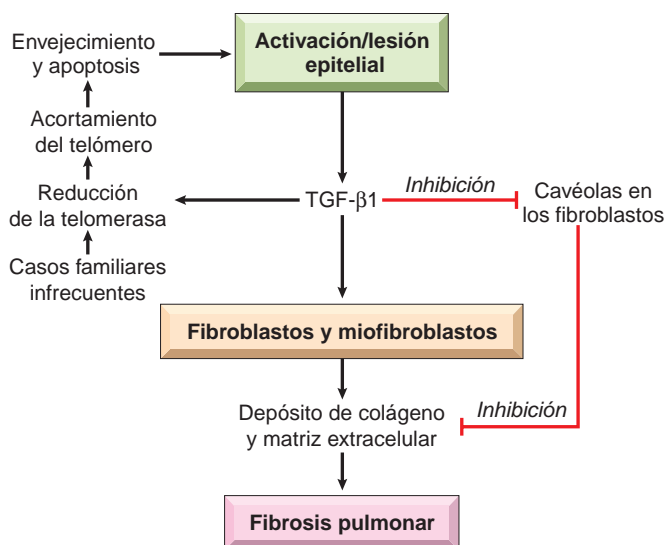 Envejecimiento
y apoptosis
Activación/lesión
epitelial
Acortamiento
del telómero
Reducción
de la telomerasa
TGF-β1
Inhibición
Cavéolas en
los fibroblastos
Casos familiares
infrecuentes
Fibroblastos y miofibroblastos
Depósito de colágeno
y matriz extracelular
Inhibición
Fibrosis pulmonar